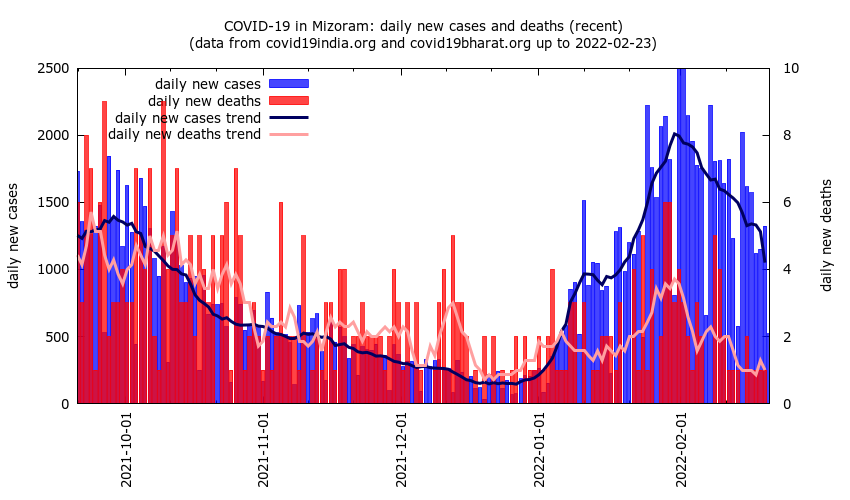 COVID-19 in Mizoram: daily new cases and deaths (recent)
(data from covid19india.org and covid19bharat.org up to 2022-02-23)
daily new cases
daily new deaths
daily new cases trend
daily new deaths trend
2500
2000
1500
1000
500
0
10
8
6
4
2
0
daily new cases
daily new deaths
2021-10-01
2021-11-01
2021-12-01
2022-01-01
2022-02-01